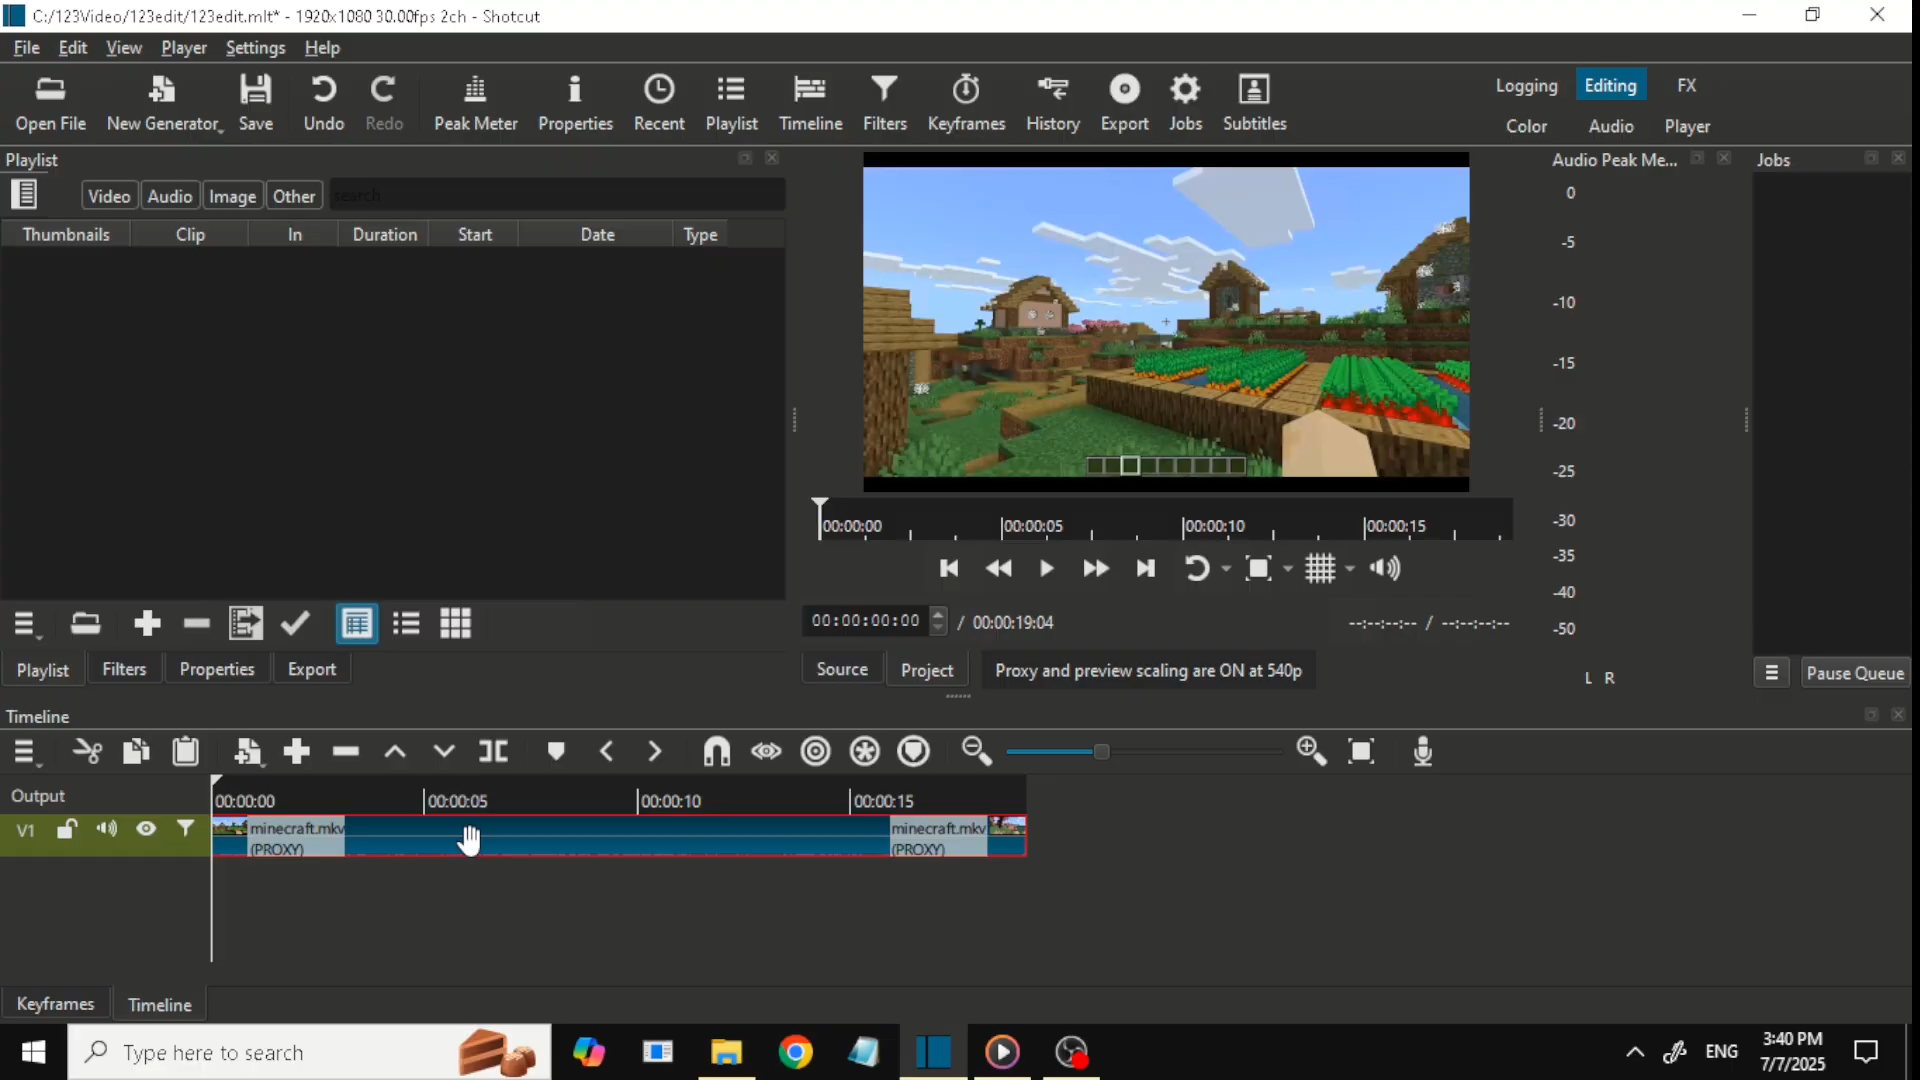 C:/123Video/123edit/123edit.mlt* - 1920x1080 30.00fps 2ch - Shotcut
File Edit View Player Settings Help
Open File New Generator Save Undo Redo Peak Meter Properties Recent Playlist Timeline Filters Keyframes History Export Jobs Subtitles
Logging Editing FX
Color Audio Player
Playlist
Video Audio Image Other search
Thumbnails Clip In Duration Start Date Type
Playlist Filters Properties Export
00:00:00 00:00:05 00:00:10 00:00:15
00:00:00:00 / 00:00:19:04 --:--:--:-- / --:--:--:--
Source Project Proxy and preview scaling are ON at 540p
Audio Peak Me...
0
-5
-10
-15
-20
-25
-30
-35
-40
-50
L R
Jobs
Pause Queue
Timeline
Output
00:00:00 00:00:05 00:00:10 00:00:15
V1
minecraft.mkv
(PROXY)
minecraft.mkv
(PROXY)
Keyframes Timeline
Type here to search
ENG
3:40 PM
7/7/2025